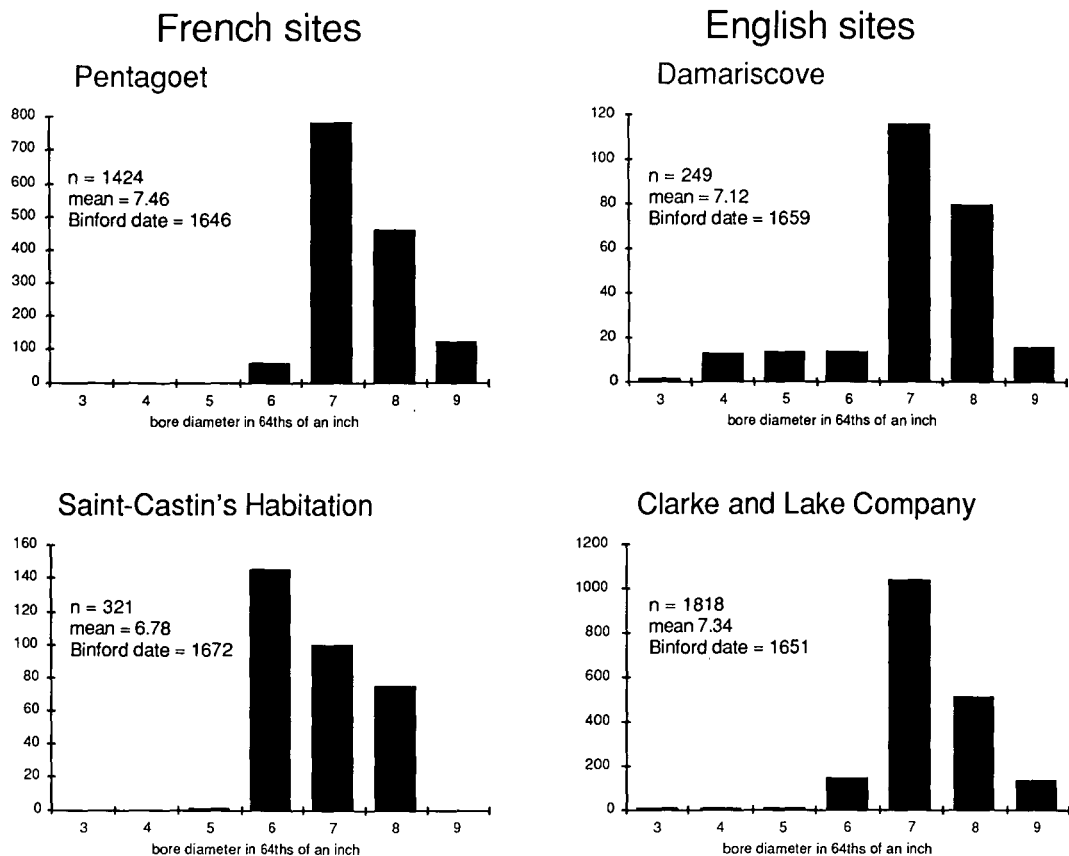 French sites
English sites
Pentagoet
800
700
600
500
400
300
200
100
0
n = 1424
mean = 7.46
Binford date = 1646
3 4 5 6 7 8 9
bore diameter in 64ths of an inch
Damariscove
120
100
80
60
40
20
0
n = 249
mean = 7.12
Binford date = 1659
3 4 5 6 7 8 9
bore diameter in 64ths of an inch
Saint-Castin's Habitation
160
140
120
100
80
60
40
20
0
n = 321
mean = 6.78
Binford date = 1672
3 4 5 6 7 8 9
bore diameter in 64ths of an inch
Clarke and Lake Company
1200
1000
800
600
400
200
0
n = 1818
mean 7.34
Binford date = 1651
3 4 5 6 7 8 9
bore diameter in 64ths of an inch